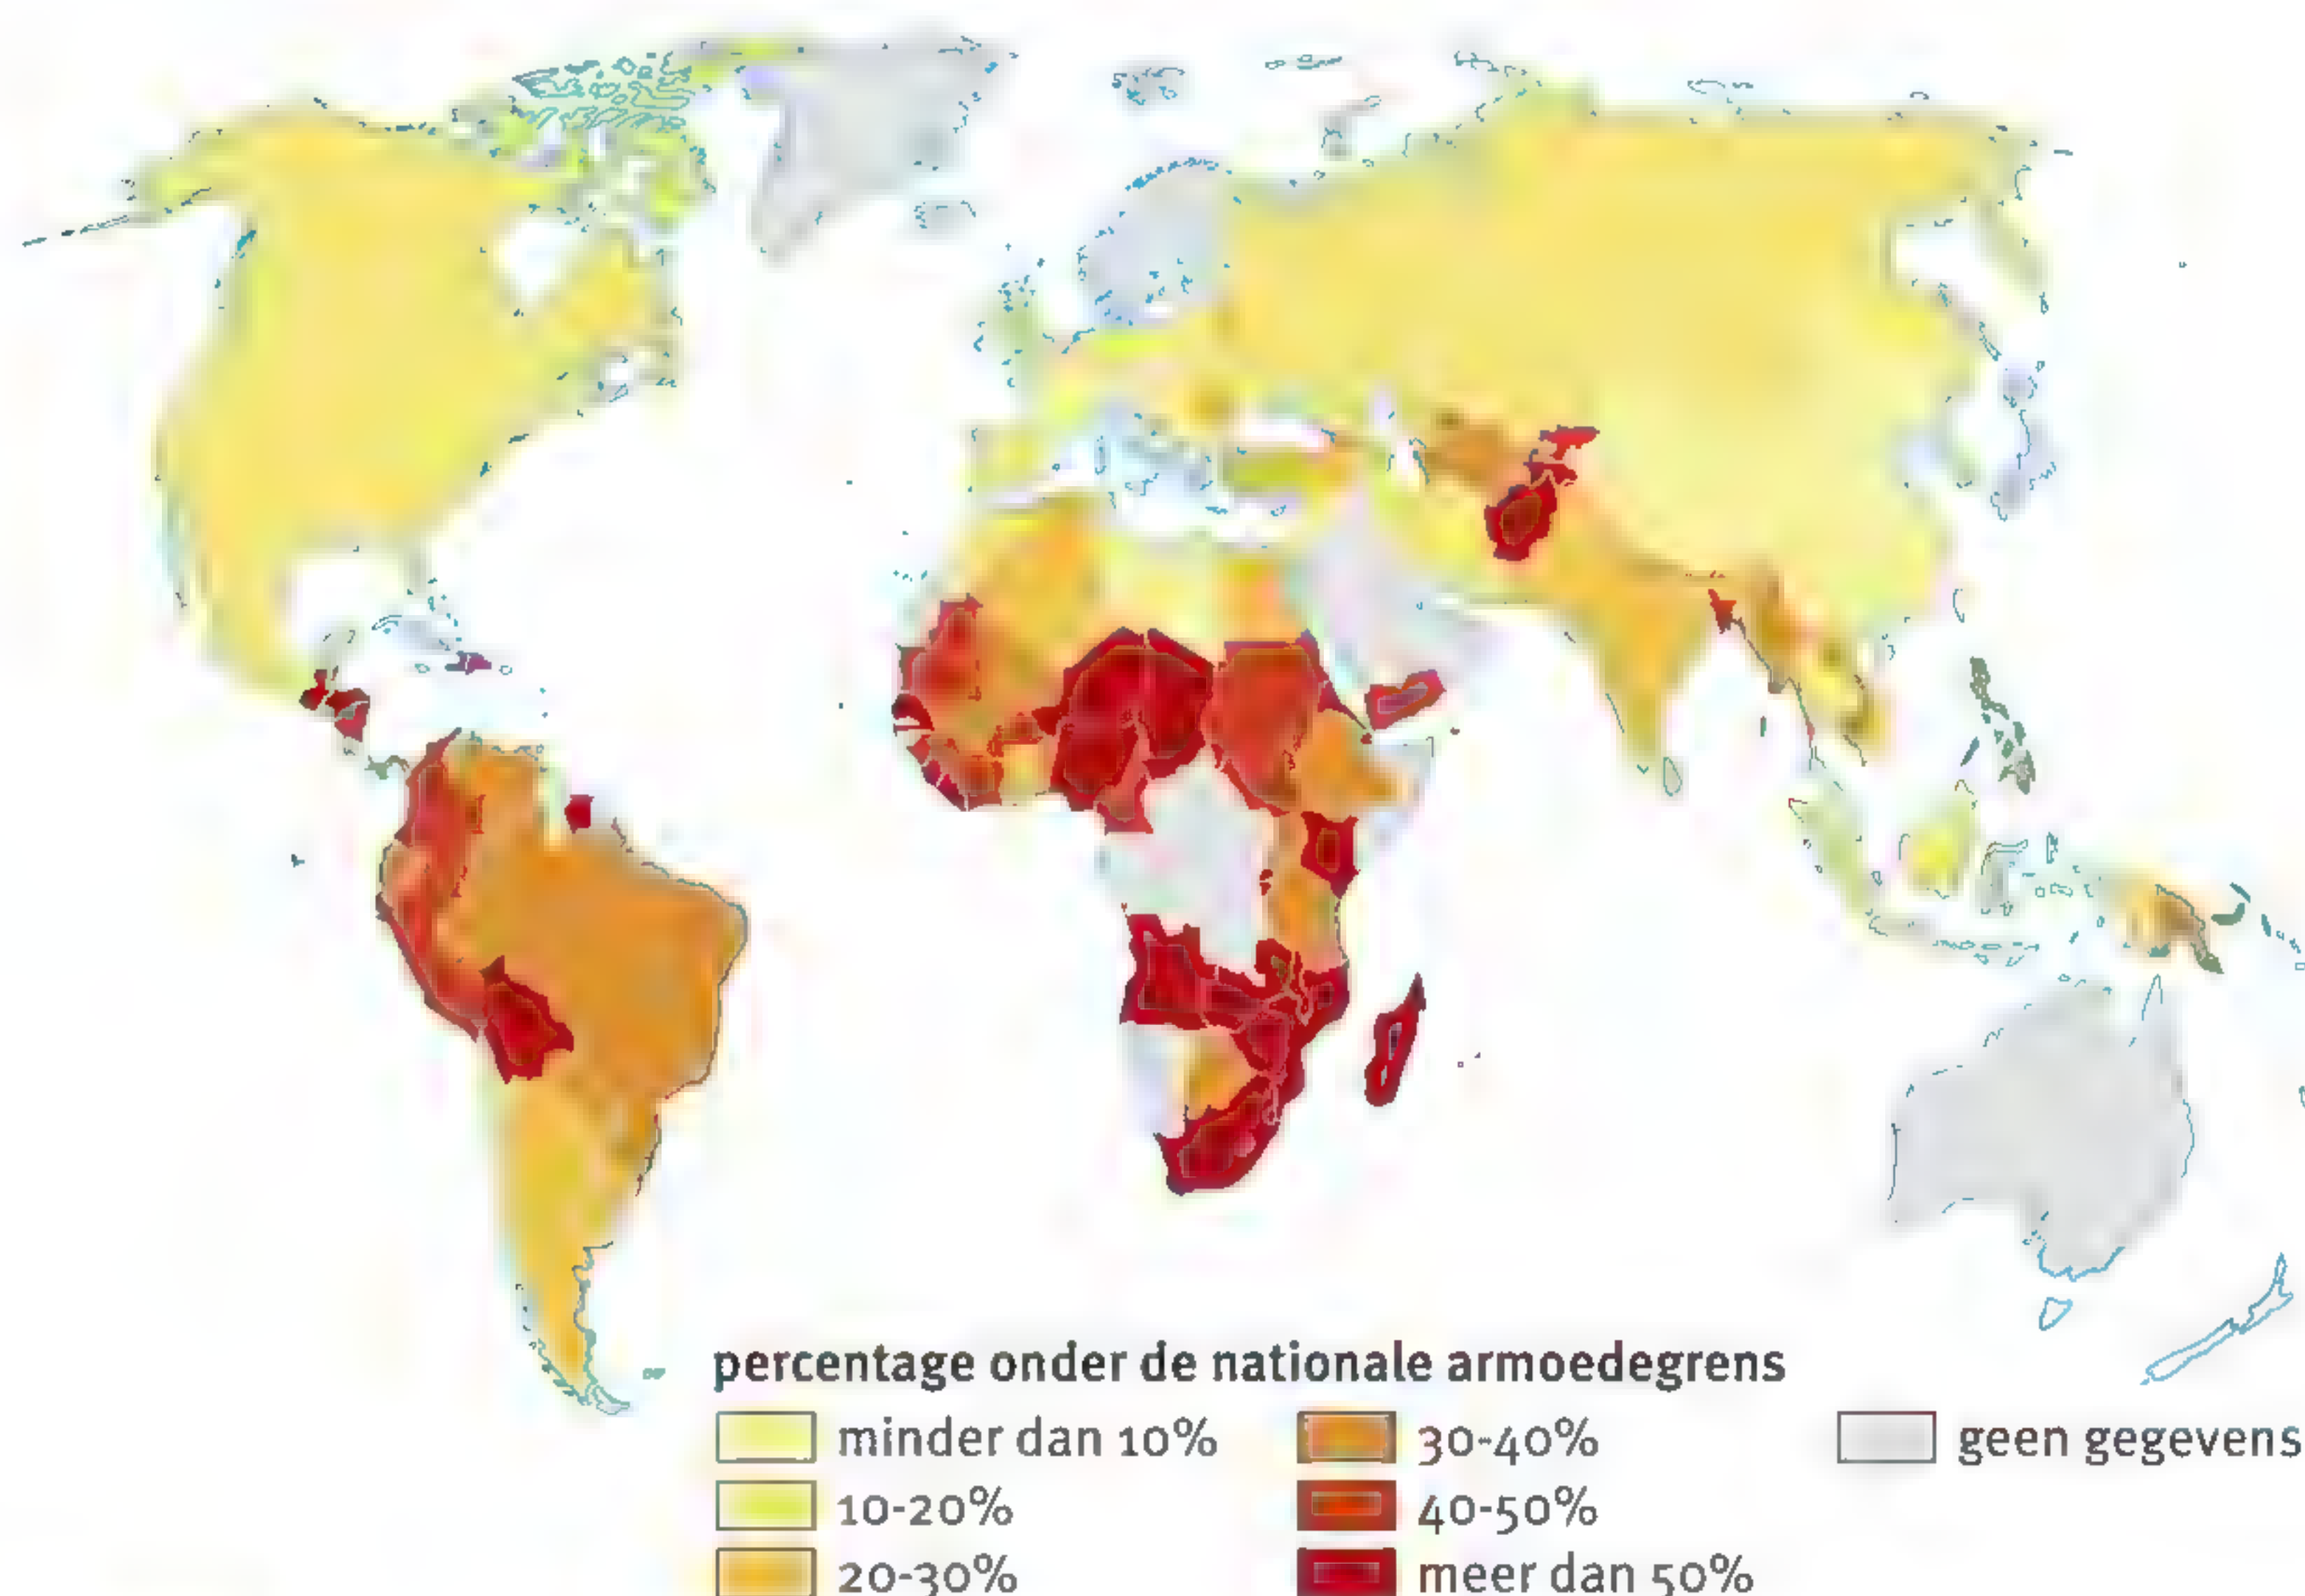 percentage onder de nationale armoedegrens
minder dan 10%
10-20%
20-30%
30-40%
40-50%
meer dan 50%
geen gegevens